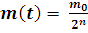 m(t) = m₀/2ⁿ